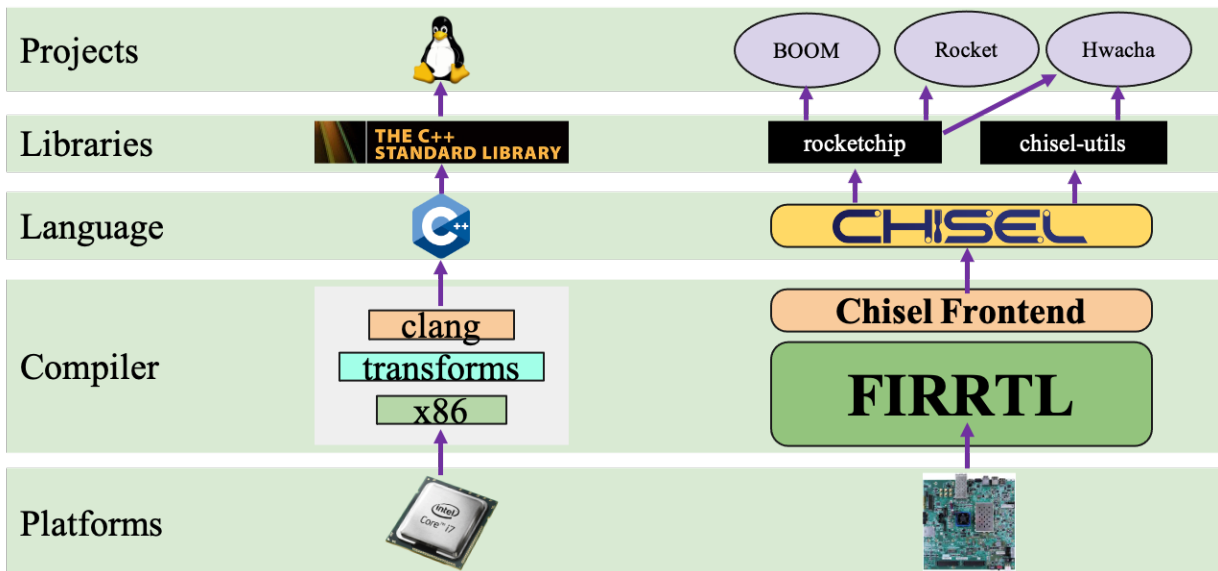 Projects
BOOM
Rocket
Hwacha
Libraries
THE C++
STANDARD LIBRARY
rocketchip
chisel-utils
Language
C++
CHISEL
Compiler
clang
transforms
x86
Chisel Frontend
FIRRTL
Platforms
intel
Core™ i7